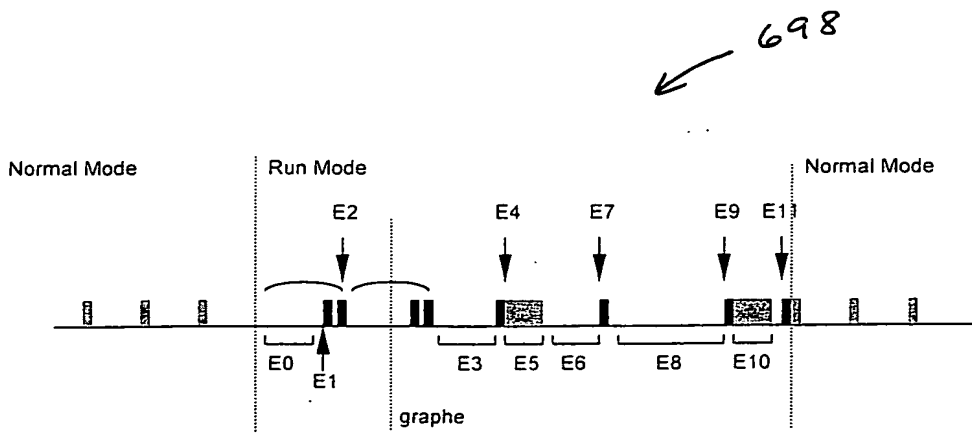 698
Normal Mode
Run Mode
Normal Mode
E2
E4
E7
E9
E11
E0
E1
E3
E5
E6
E8
E10
graphe